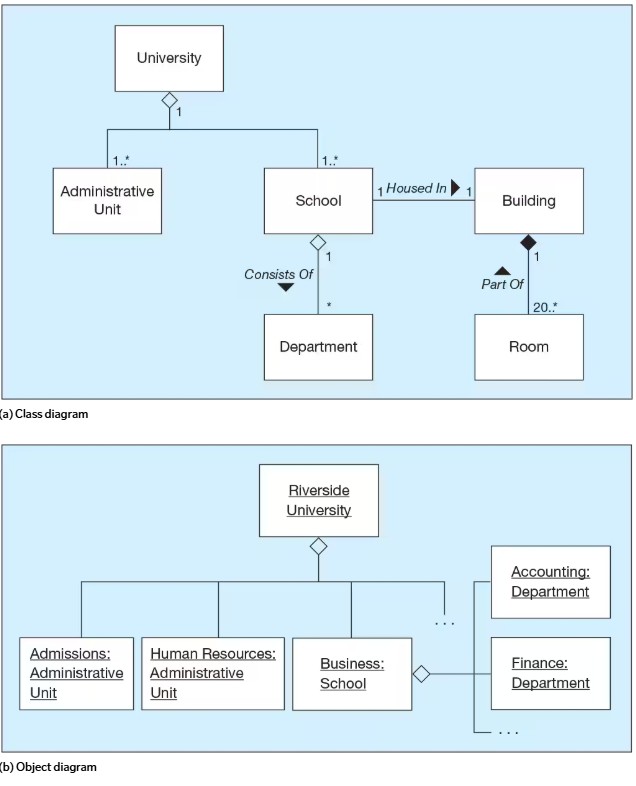 University
1
1..*
1..*
Administrative
Unit
School
1 Housed In 1
Building
1
1
Consists Of
Part Of
*
20..*
Department
Room
(a) Class diagram
Riverside
University
Accounting:
Department
. . .
Admissions:
Administrative
Unit
Human Resources:
Administrative
Unit
Business:
School
Finance:
Department
. . .
(b) Object diagram